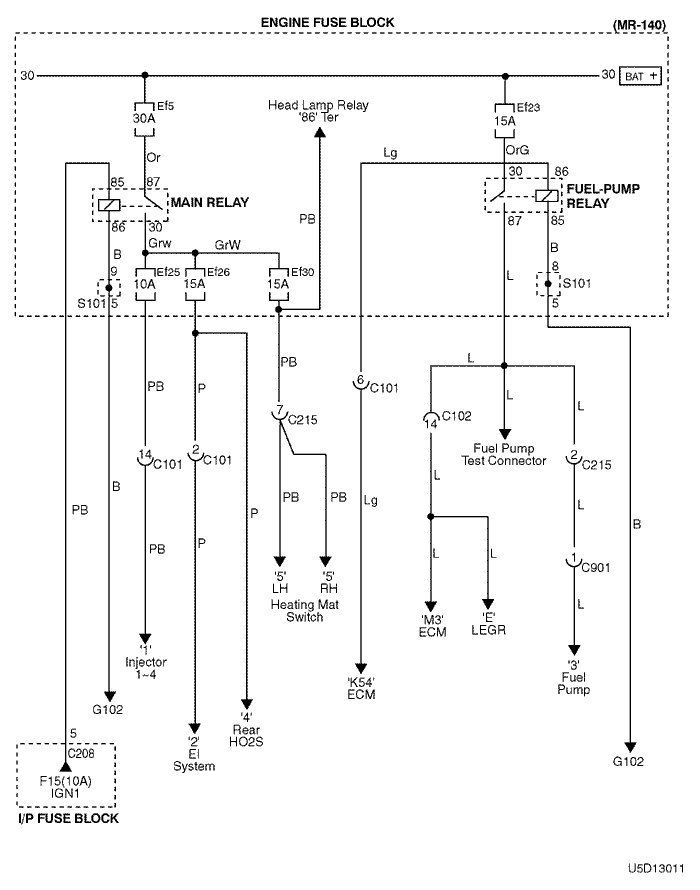 ENGINE FUSE BLOCK
(MR-140)
30
30
BAT +
Ef5
30A
Head Lamp Relay
'86' Ter
Ef23
15A
Or
OrG
Lg
85
87
30
86
MAIN RELAY
FUEL-PUMP
RELAY
PB
86
30
87
85
Grw
GrW
B
B
9
Ef25
10A
Ef26
15A
Ef30
15A
L
8
S101
S101
5
5
PB
L
PB
P
6
C101
L
L
7
C215
14
C102
Fuel Pump
Test Connector
14
C101
2
C101
2
C215
B
PB
PB
PB
Lg
L
L
PB
P
P
B
PB
L
L
1
C901
'5'
LH
'5'
RH
Heating Mat
Switch
L
'M3'
ECM
'E'
LEGR
'1'
Injector
1~4
'K54'
ECM
'3'
Fuel
Pump
G102
'4'
Rear
HO2S
'2'
EI
System
5
C208
G102
F15(10A)
IGN1
I/P FUSE BLOCK
U5D13011